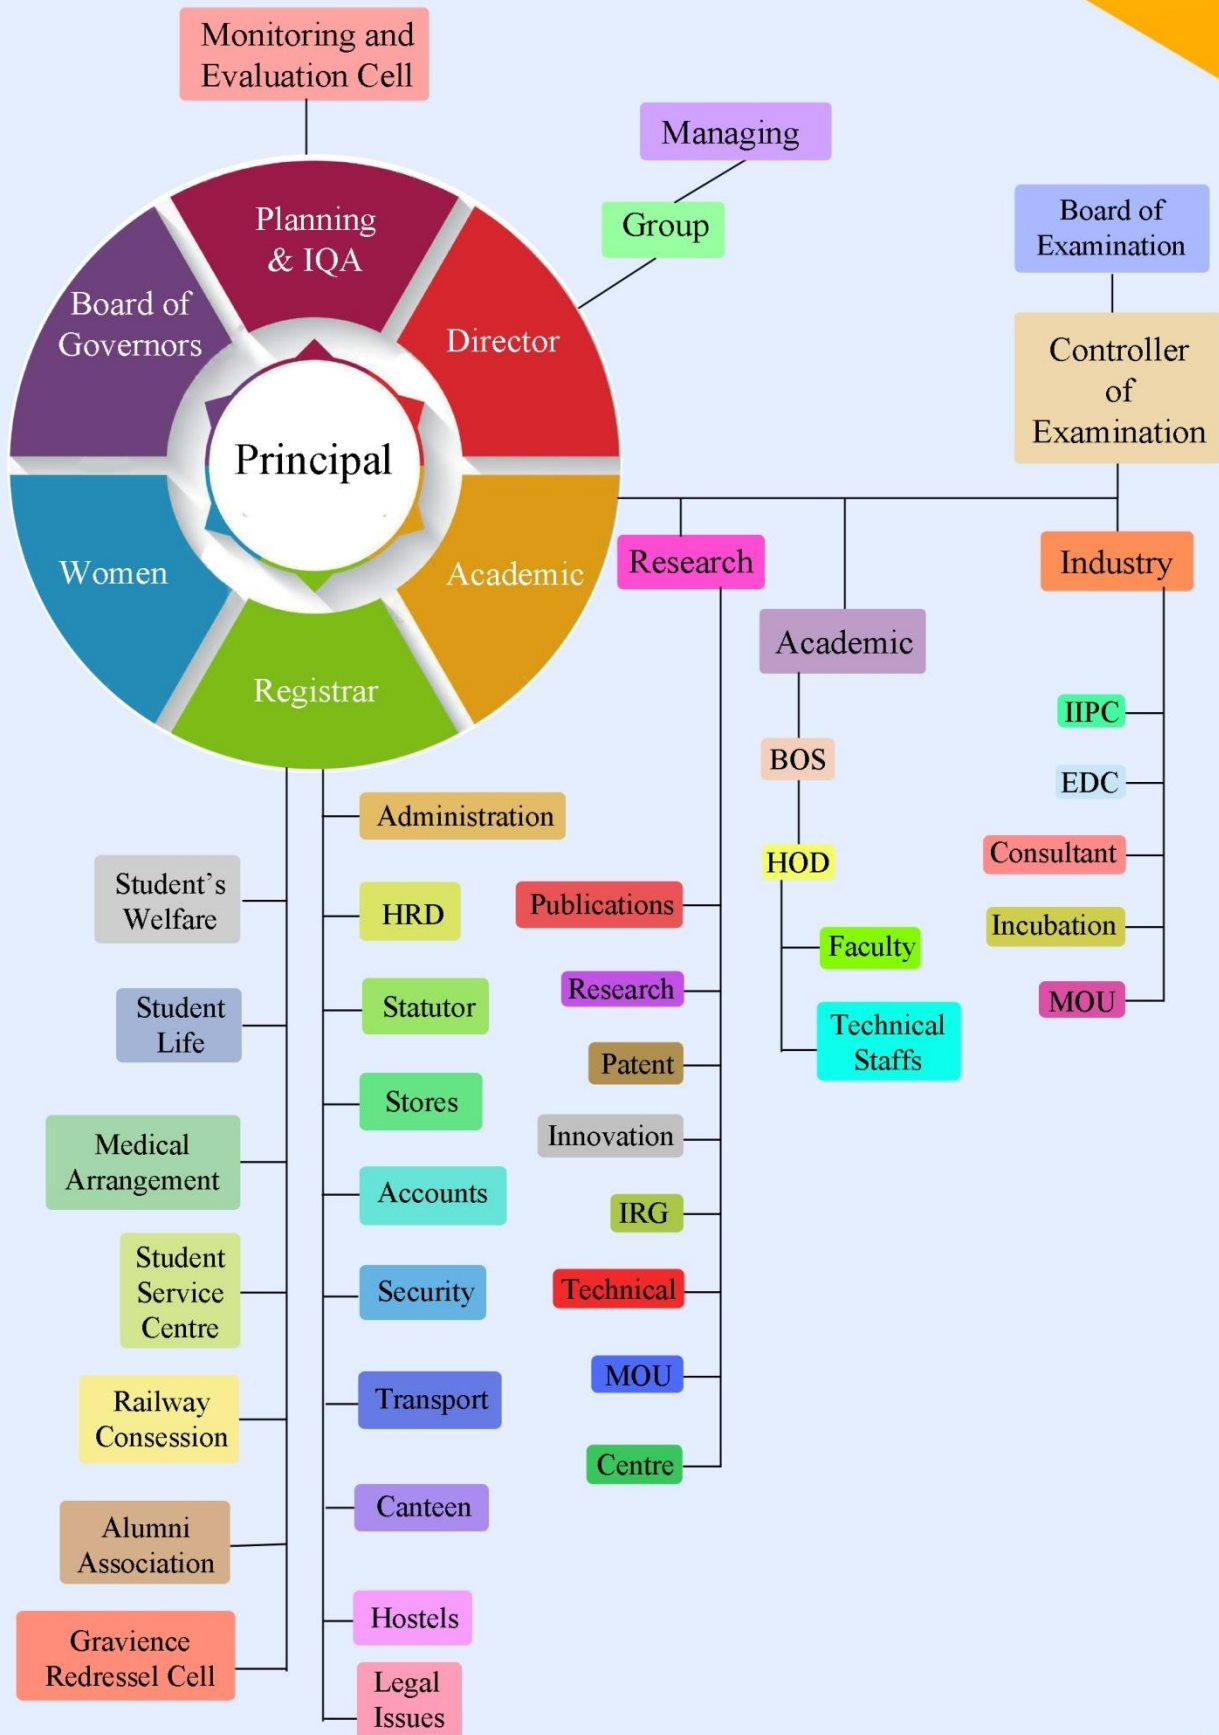 Monitoring and
Evaluation Cell
Managing
Group
Board of
Examination
Controller
of
Examination
Planning
& IQA
Board of
Governors
Director
Principal
Women
Academic
Registrar
Research
Academic
Industry
BOS
HOD
Faculty
Technical
Staffs
IIPC
EDC
Consultant
Incubation
MOU
Publications
Research
Patent
Innovation
IRG
Technical
MOU
Centre
Administration
HRD
Statutor
Stores
Accounts
Security
Transport
Canteen
Hostels
Legal
Issues
Student’s
Welfare
Student
Life
Medical
Arrangement
Student
Service
Centre
Railway
Consession
Alumni
Association
Gravience
Redressel Cell